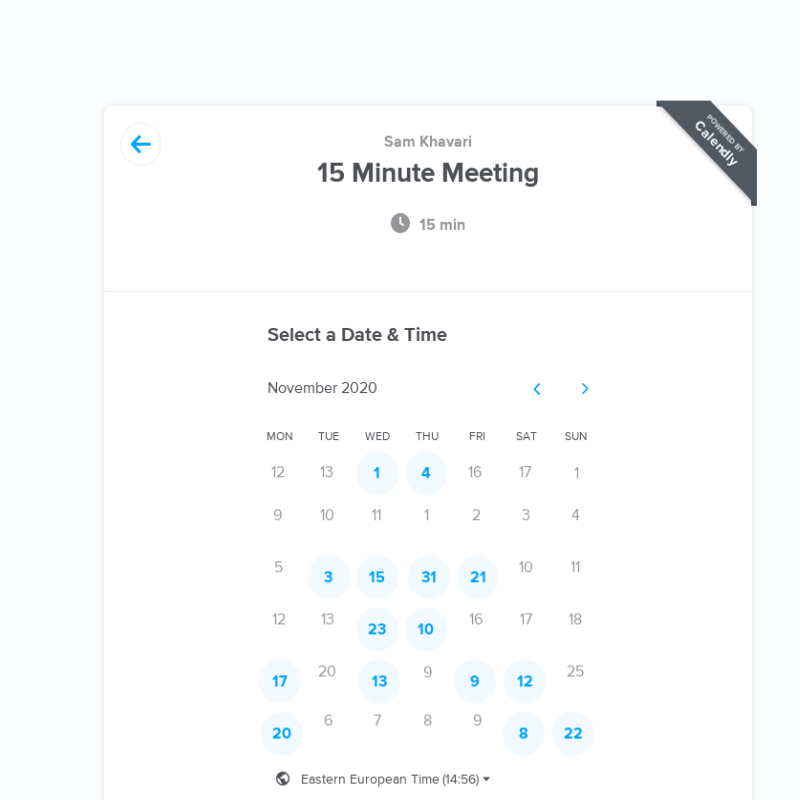 POWERED BY
Calendly
Sam Khavari
15 Minute Meeting
15 min
Select a Date & Time
November 2020
MON TUE WED THU FRI SAT SUN
12 13 1 4 16 17 1
9 10 11 1 2 3 4
5 3 15 31 21 10 11
12 13 23 10 16 17 18
17 20 13 9 9 12 25
20 6 7 8 9 8 22
Eastern European Time (14:56)